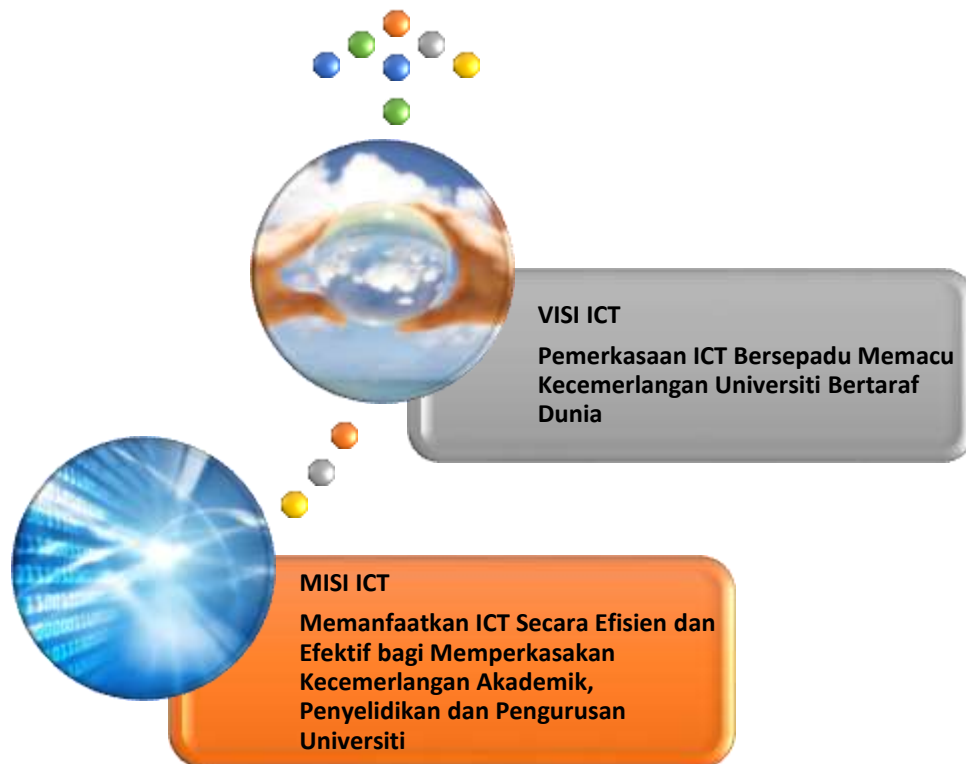 VISI ICT
Pemerkasaan ICT Bersepadu Memacu
Kecemerlangan Universiti Bertaraf
Dunia
MISI ICT
Memanfaatkan ICT Secara Efisien dan
Efektif bagi Memperkasakan
Kecemerlangan Akademik,
Penyelidikan dan Pengurusan
Universiti